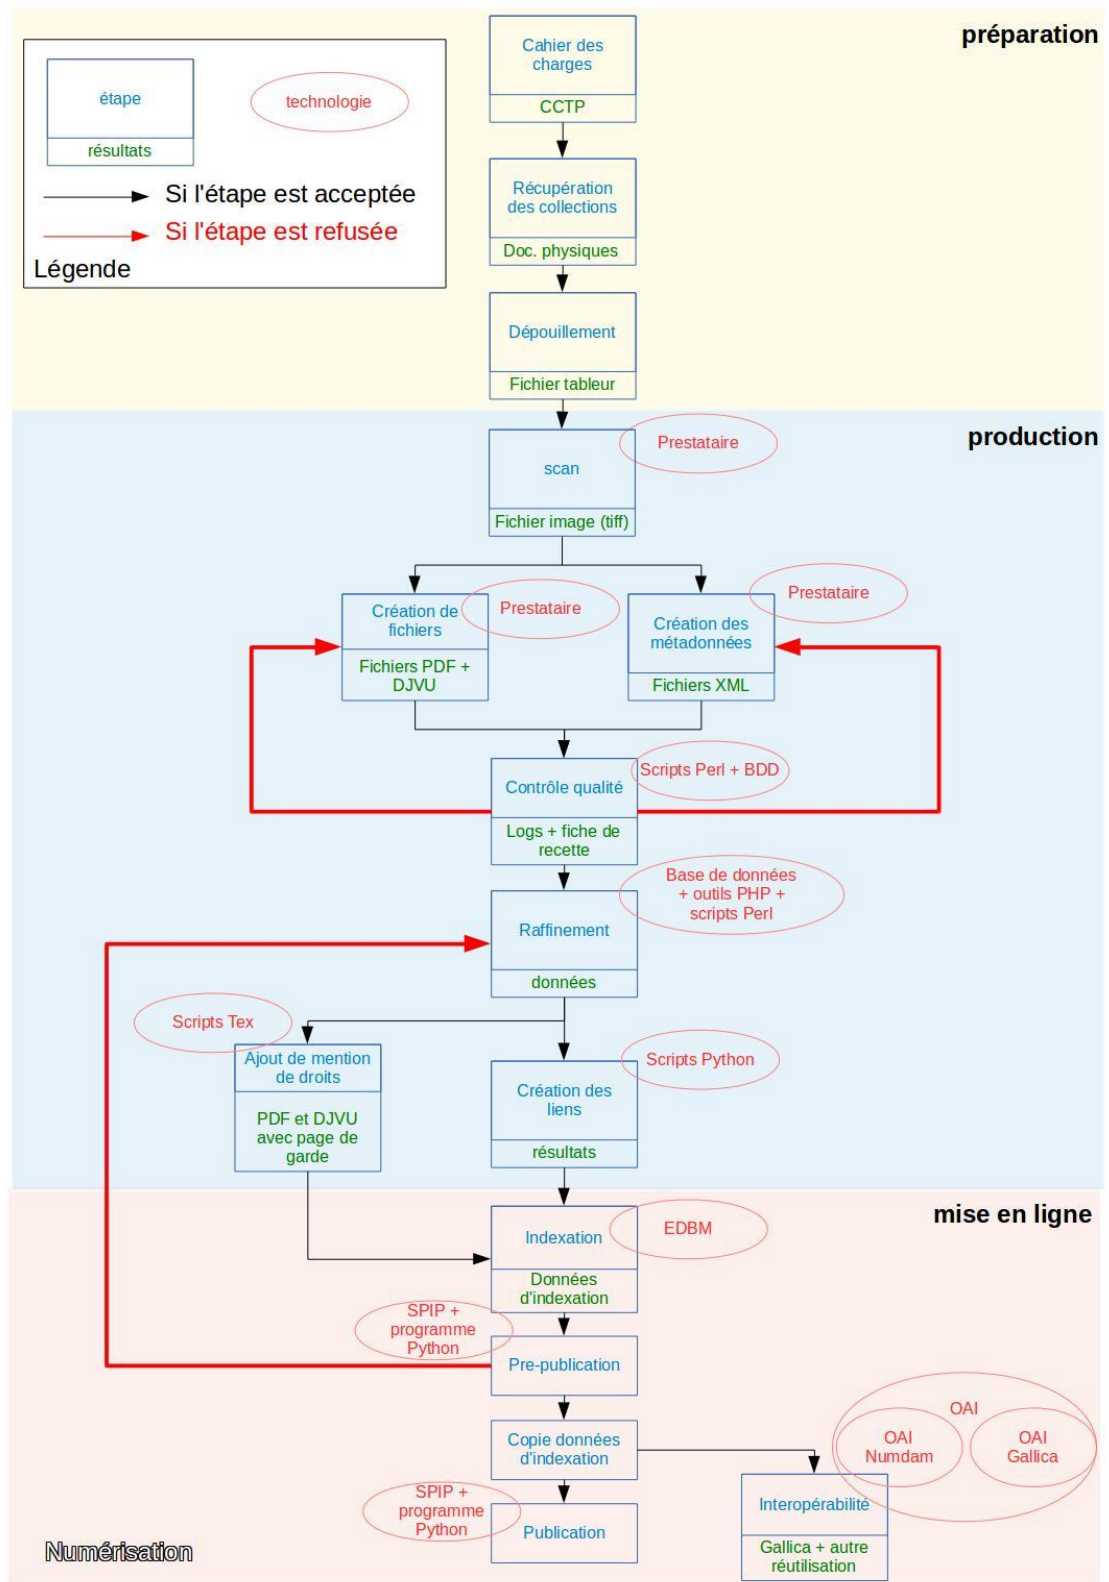 préparation
Cahier des
charges
CCTP
étape
résultats
technologie
Si l'étape est acceptée
Si l'étape est refusée
Légende
Récupération
des collections
Doc. physiques
Dépouillement
Fichier tableur
production
scan
Prestataire
Fichier image (tiff)
Création de
fichiers
Prestataire
Fichiers PDF +
DJVU
Création des
métadonnées
Prestataire
Fichiers XML
Contrôle qualité
Scripts Perl + BDD
Logs + fiche de
recette
Base de données
+ outils PHP +
scripts Perl
Raffinement
données
Scripts Tex
Ajout de mention
de droits
PDF et DJVU
avec page de
garde
Scripts Python
Création des
liens
résultats
mise en ligne
Indexation
EDBM
Données
d'indexation
SPIP +
programme
Python
Pre-publication
Copie données
d'indexation
OAI
OAI
Numdam
OAI
Gallica
Interopérabilité
Gallica + autre
réutilisation
SPIP +
programme
Python
Publication
Numérisation